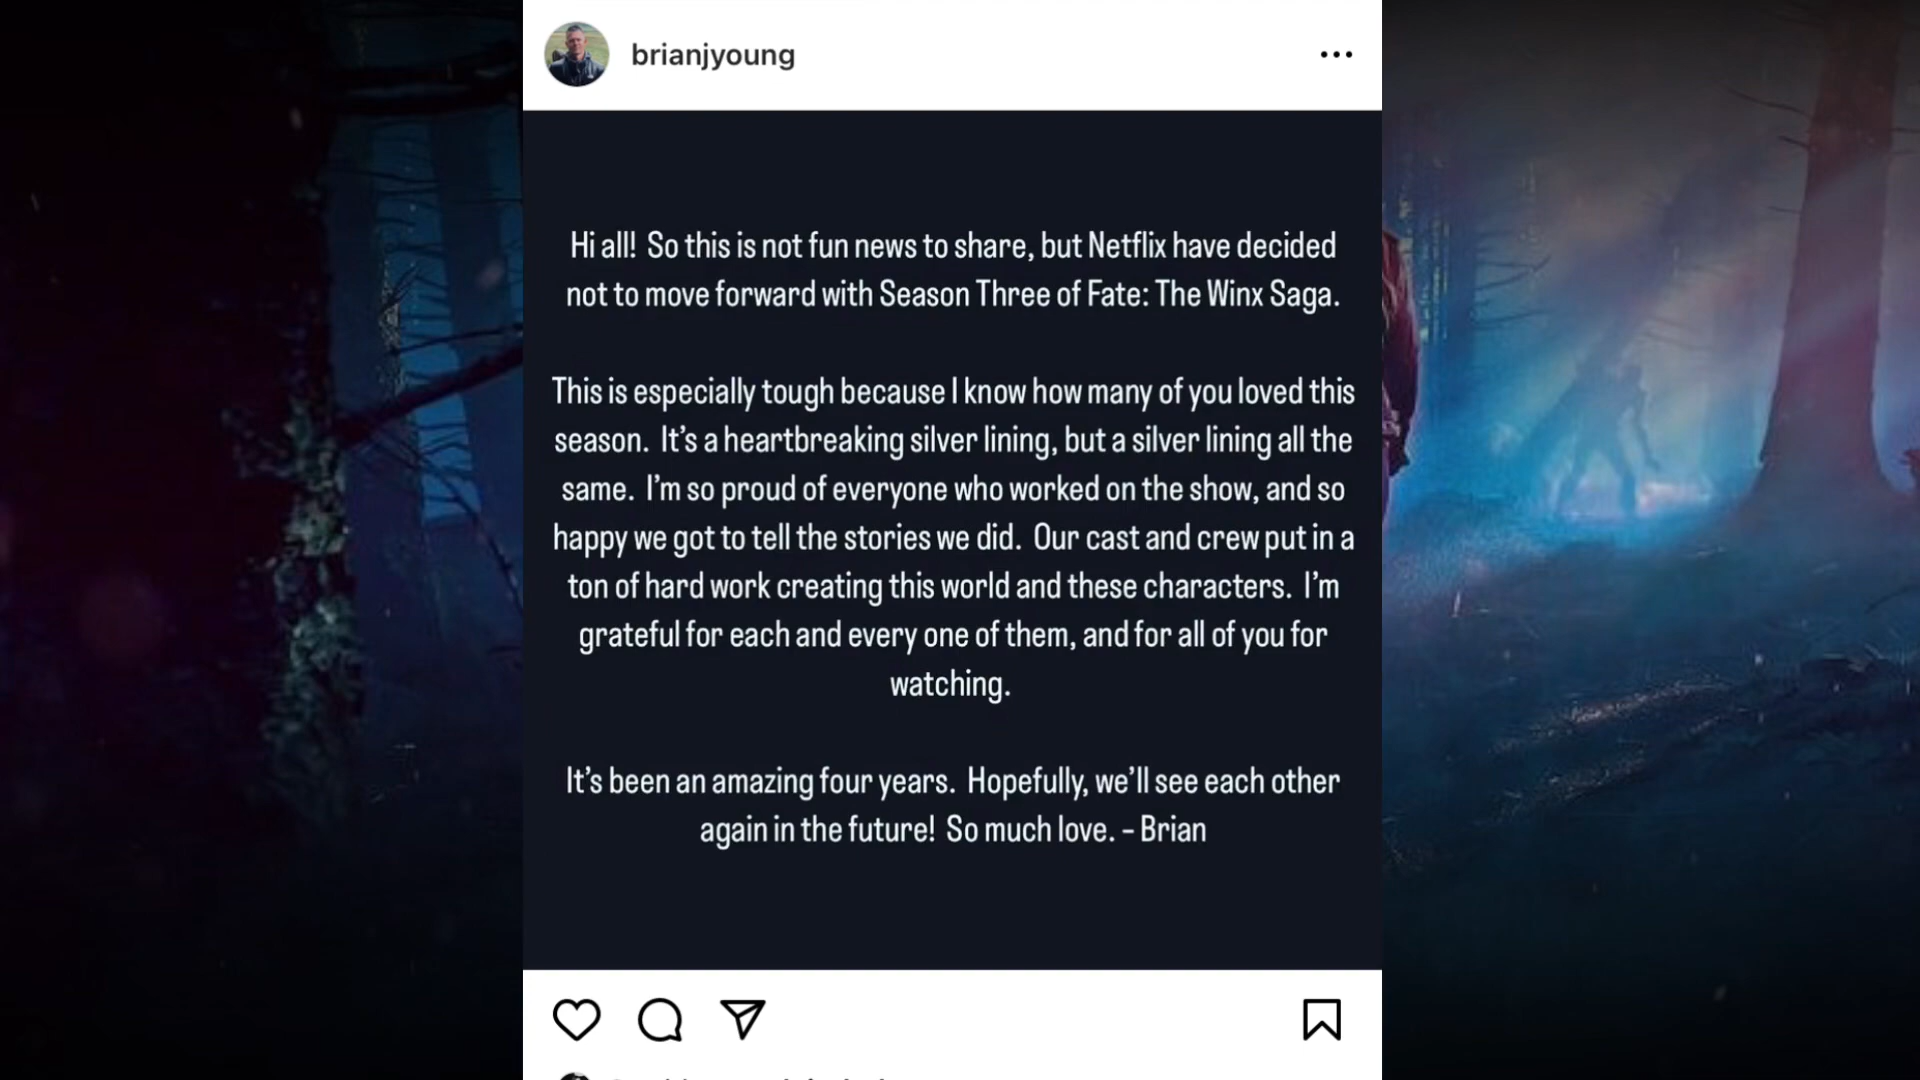 brianjyoung
Hi all! So this is not fun news to share, but Netflix have decided
not to move forward with Season Three of Fate: The Winx Saga.
This is especially tough because I know how many of you loved this
season. It's a heartbreaking silver lining, but a silver lining all the
same. I'm so proud of everyone who worked on the show, and so
happy we got to tell the stories we did. Our cast and crew put in a
ton of hard work creating this world and these characters. I'm
grateful for each and every one of them, and for all of you for
watching.
It's been an amazing four years. Hopefully, we'll see each other
again in the future! So much love. – Brian